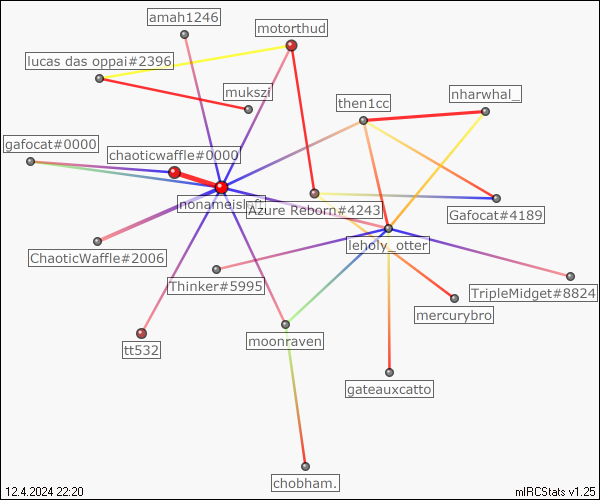 amah1246
motorthud
lucas das oppai#2396
mukszi
nharwhal_
then1cc
gafocat#0000
chaoticwaffle#0000
Azure Reborn#4243
Gafocat#4189
leholy_otter
ChaoticWaffle#2006
Thinker#5995
TripleMidget#8824
mercurybro
moonraven
tt532
gateauxcatto
chobham.
12.4.2024 22:20
mIRCStats v1.25